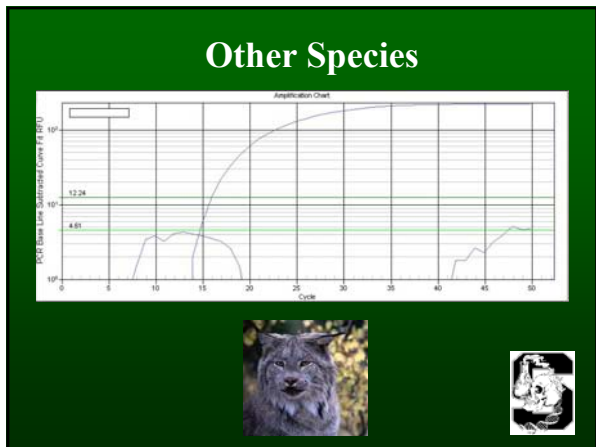 Other Species
Amplification Chart
PCR Base Line Subtracted Curve Fit RFU
10²
12.24
10¹
4.61
10⁰
0 5 10 15 20 25 30 35 40 45 50
Cycle
S